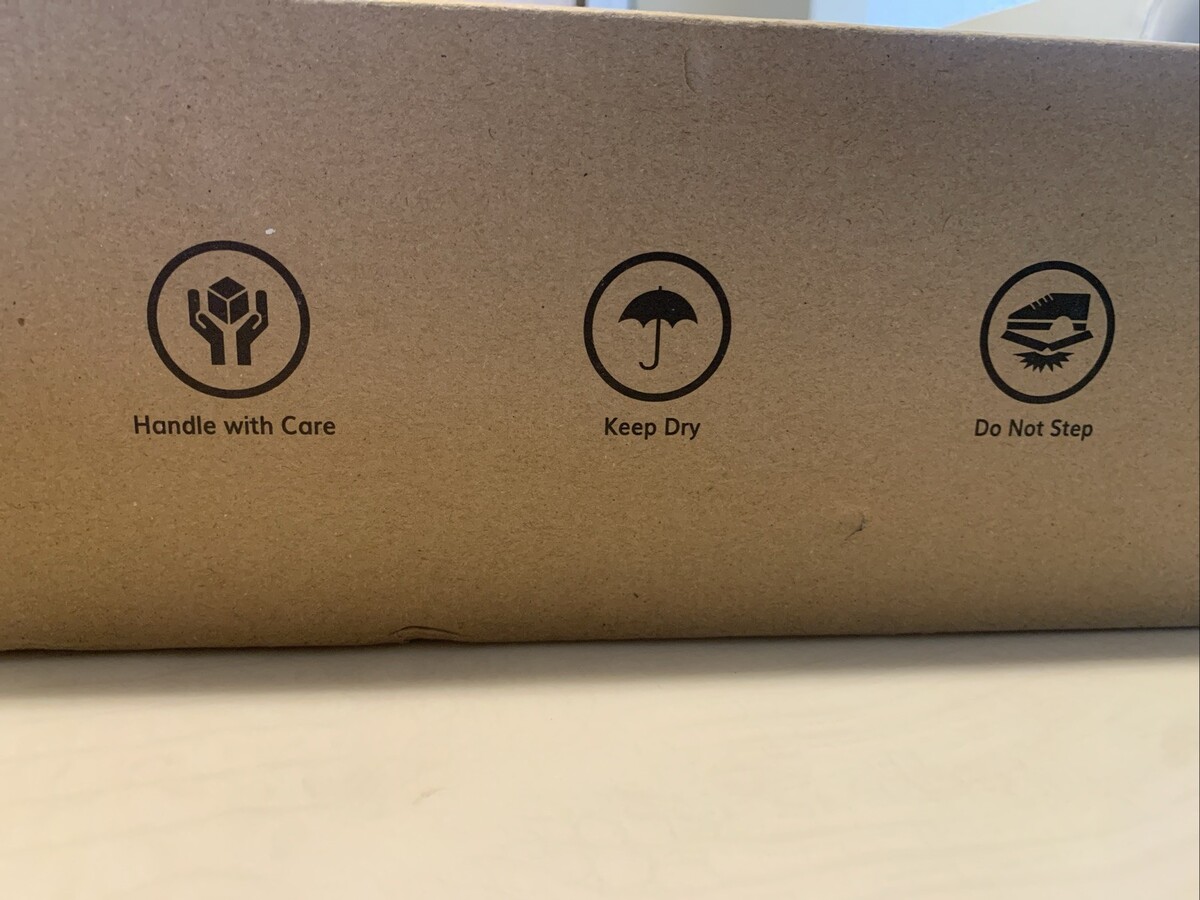 Handle with Care
Keep Dry
Do Not Step